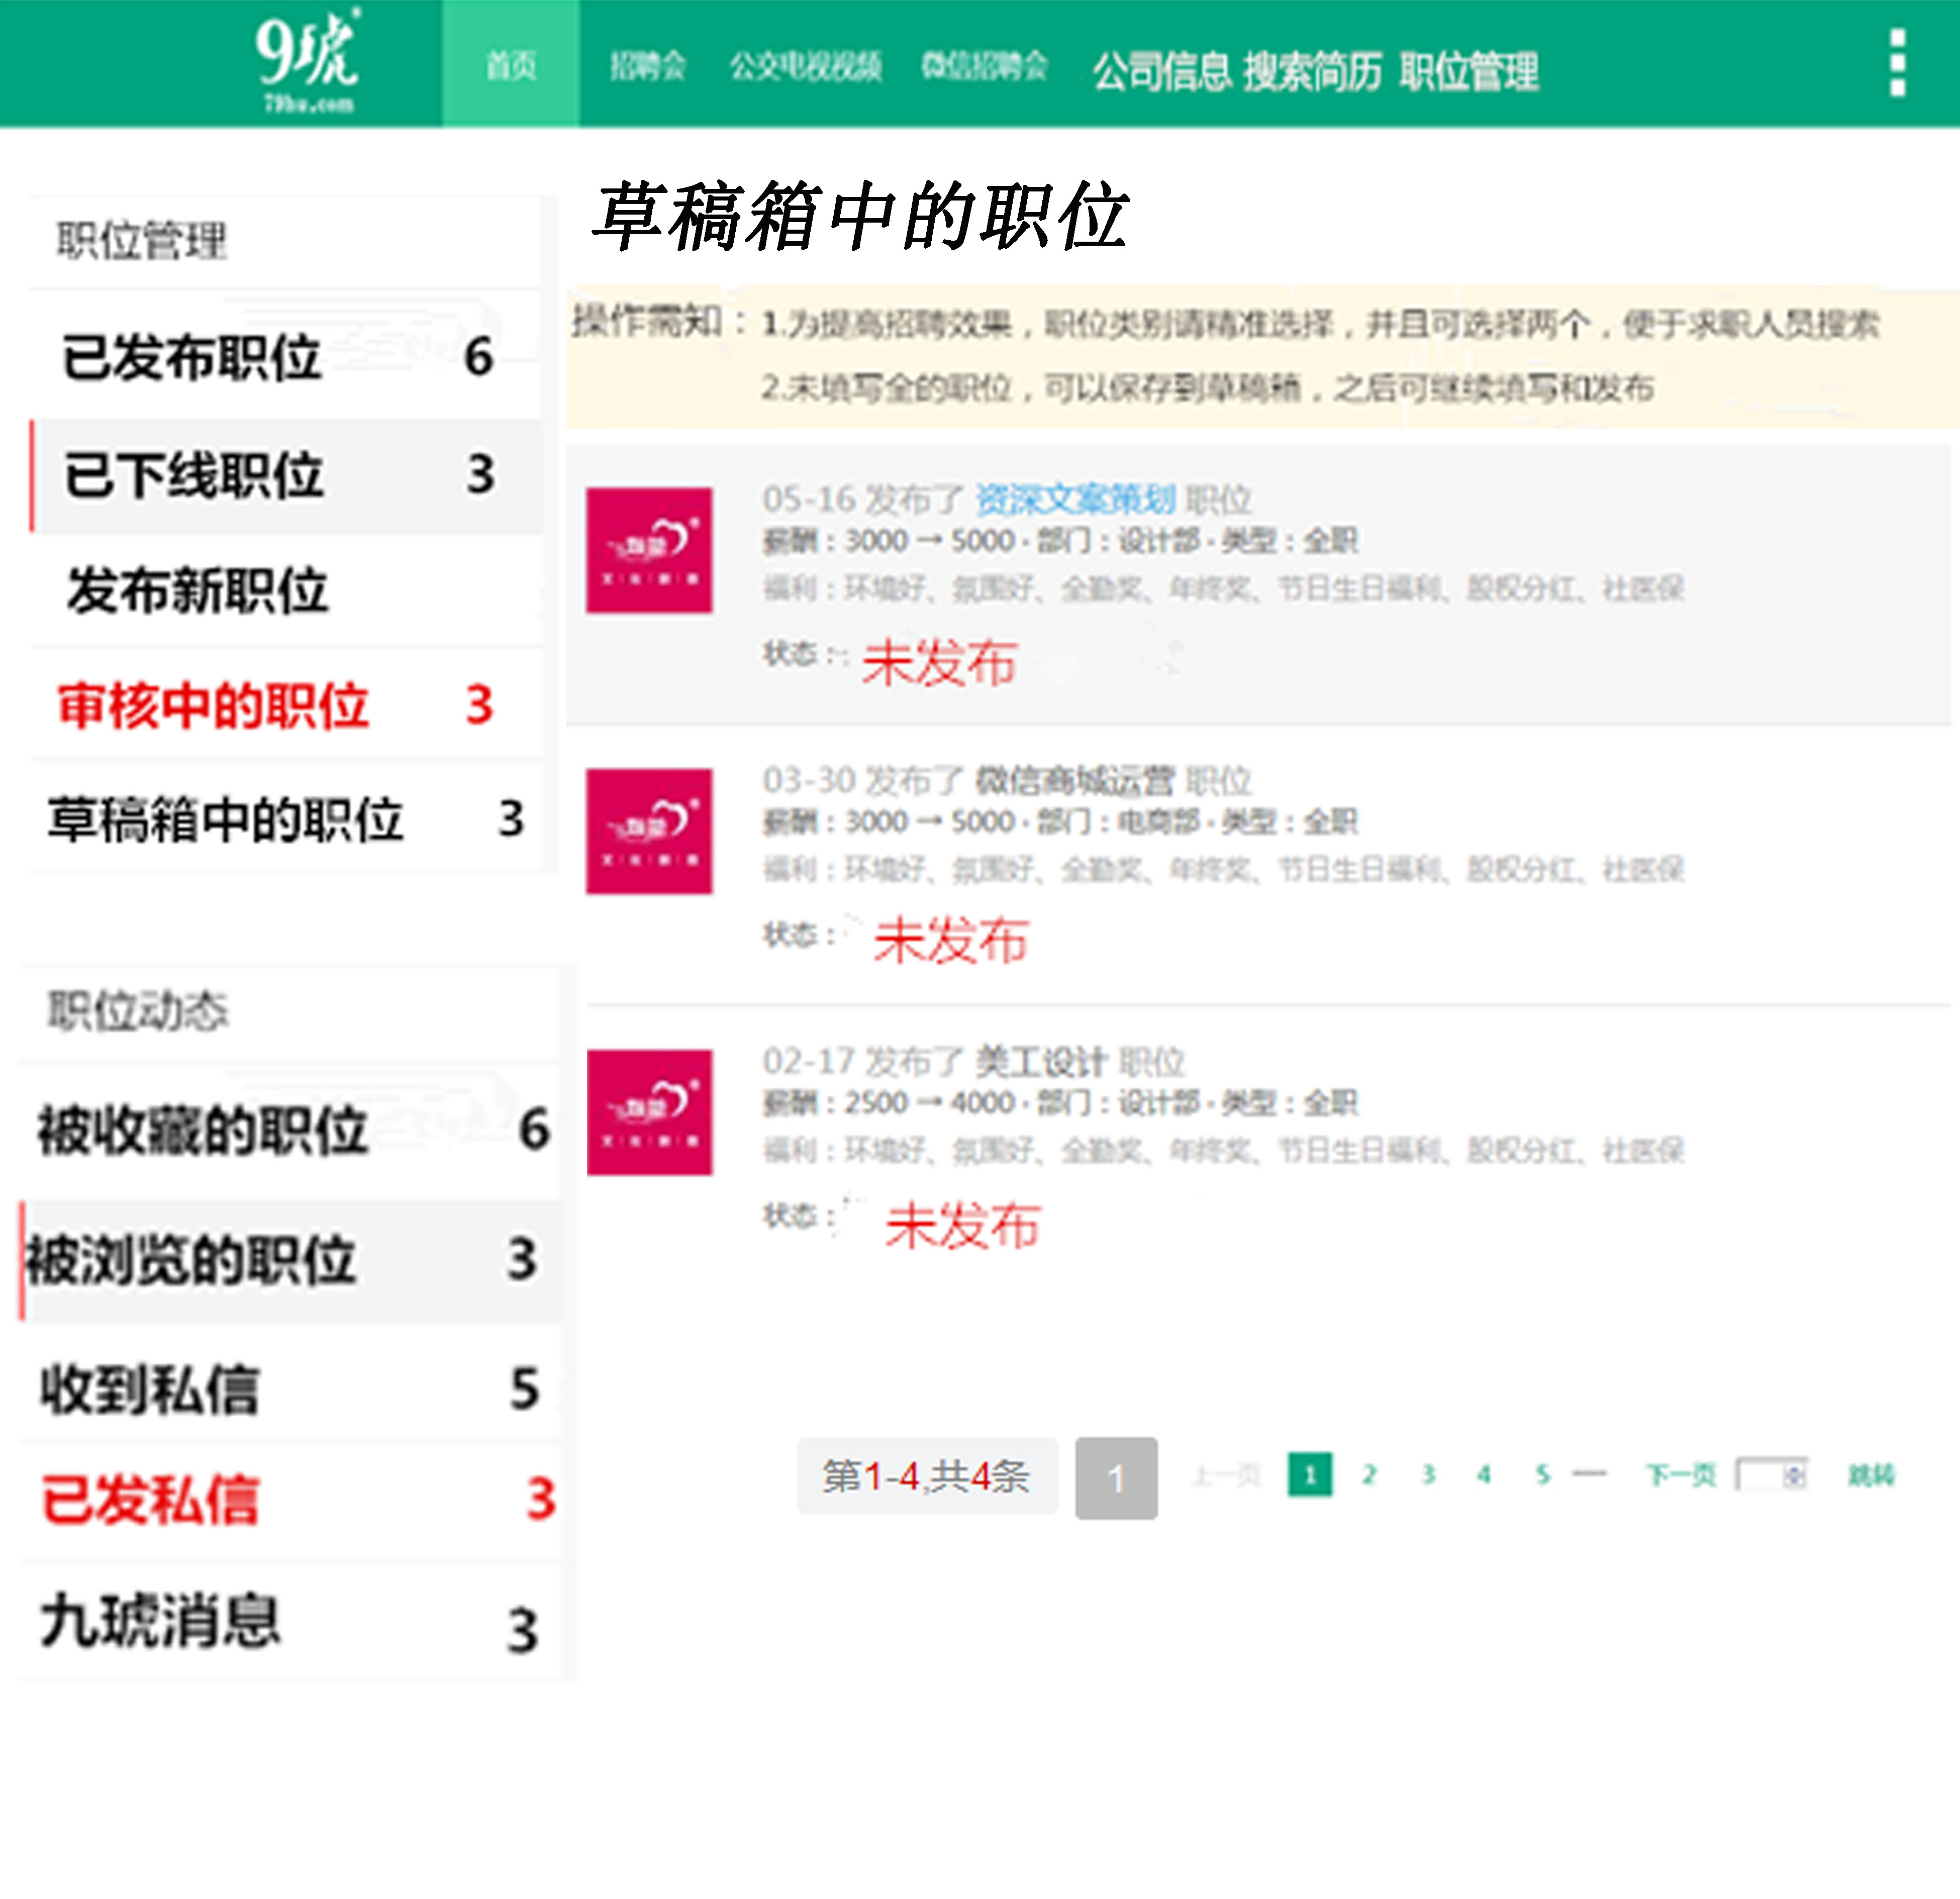 9琥
79hu.com
首页 招聘会 公交电视视频 微信招聘会 公司信息 搜索简历 职位管理
职位管理
已发布职位 6
已下线职位 3
发布新职位
审核中的职位 3
草稿箱中的职位 3
职位动态
被收藏的职位 6
被浏览的职位 3
收到私信 5
已发私信 3
九琥消息 3
草稿箱中的职位
操作需知：1.为提高招聘效果，职位类别请精准选择，并且可选择两个，便于求职人员搜索
2.未填写全的职位，可以保存到草稿箱，之后可继续填写和发布
05-16 发布了 资深文案策划 职位
薪酬：3000 → 5000 · 部门：设计部 · 类型：全职
福利：环境好、氛围好、全勤奖、年终奖、节日生日福利、股权分红、社医保
状态： 未发布
03-30 发布了 微信商城运营 职位
薪酬：3000 → 5000 · 部门：电商部 · 类型：全职
福利：环境好、氛围好、全勤奖、年终奖、节日生日福利、股权分红、社医保
状态： 未发布
02-17 发布了 美工设计 职位
薪酬：2500 → 4000 · 部门：设计部 · 类型：全职
福利：环境好、氛围好、全勤奖、年终奖、节日生日福利、股权分红、社医保
状态： 未发布
第1-4,共4条 1 上一页 1 2 3 4 5 — 下一页 跳转